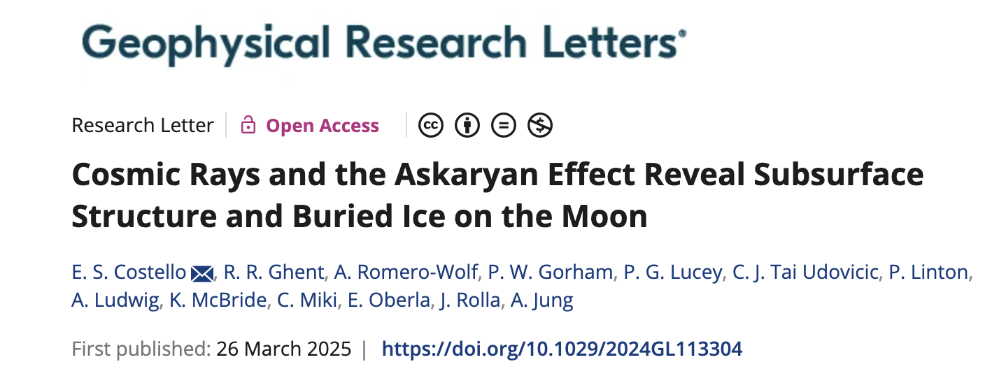 Geophysical Research Letters®
Research Letter | Open Access | cc =  $
Cosmic Rays and the Askaryan Effect Reveal Subsurface
Structure and Buried Ice on the Moon
E. S. Costello, R. R. Ghent, A. Romero-Wolf, P. W. Gorham, P. G. Lucey, C. J. Tai Udovicic, P. Linton,
A. Ludwig, K. McBride, C. Miki, E. Oberla, J. Rolla, A. Jung
First published: 26 March 2025 | https://doi.org/10.1029/2024GL113304